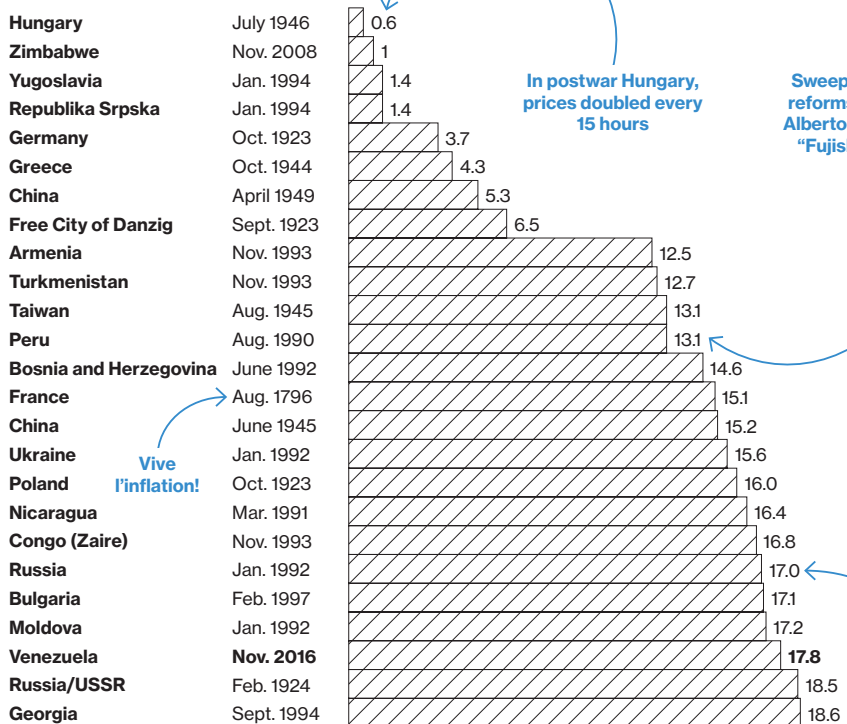 Hungary July 1946 0.6
Zimbabwe Nov. 2008 1
Yugoslavia Jan. 1994 1.4
Republika Srpska Jan. 1994 1.4
Germany Oct. 1923 3.7
Greece Oct. 1944 4.3
China April 1949 5.3
Free City of Danzig Sept. 1923 6.5
Armenia Nov. 1993 12.5
Turkmenistan Nov. 1993 12.7
Taiwan Aug. 1945 13.1
Peru Aug. 1990 13.1
Bosnia and Herzegovina June 1992 14.6
France Aug. 1796 15.1
China June 1945 15.2
Ukraine Jan. 1992 15.6
Poland Oct. 1923 16.0
Nicaragua Mar. 1991 16.4
Congo (Zaire) Nov. 1993 16.8
Russia Jan. 1992 17.0
Bulgaria Feb. 1997 17.1
Moldova Jan. 1992 17.2
Venezuela Nov. 2016 17.8
Russia/USSR Feb. 1924 18.5
Georgia Sept. 1994 18.6
In postwar Hungary,
prices doubled every
15 hours
Sweep
reforms
Alberto
“Fujis
Vive
l’inflation!